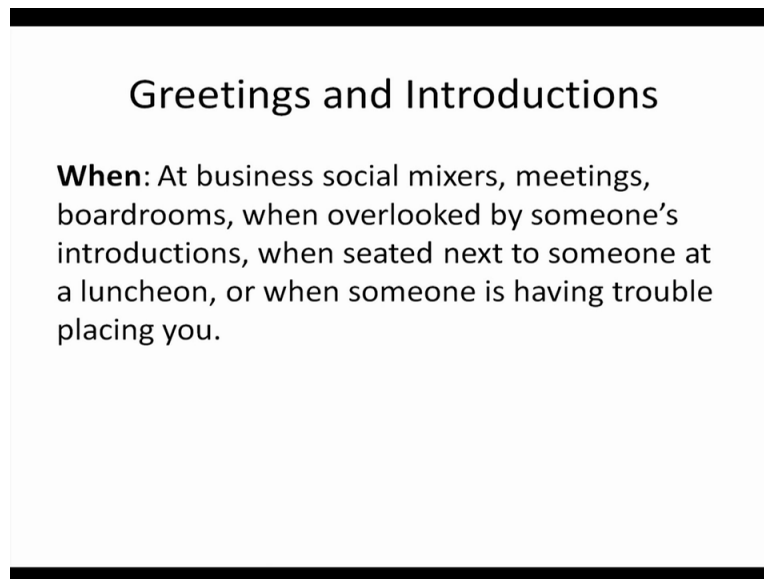 Greetings and Introductions
When: At business social mixers, meetings,
boardrooms, when overlooked by someone’s
introductions, when seated next to someone at
a luncheon, or when someone is having trouble
placing you.